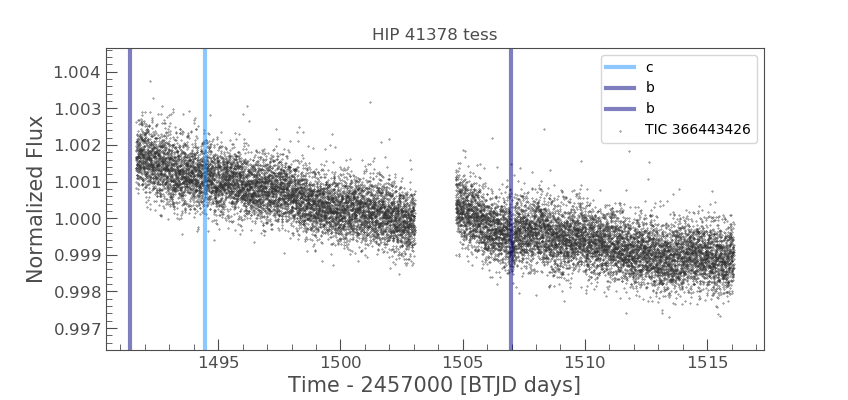 HIP 41378 tess
1.004
1.003
1.002
1.001
1.000
0.999
0.998
0.997
Normalized Flux
c
b
b
TIC 366443426
1495
1500
1505
1510
1515
Time - 2457000 [BTJD days]